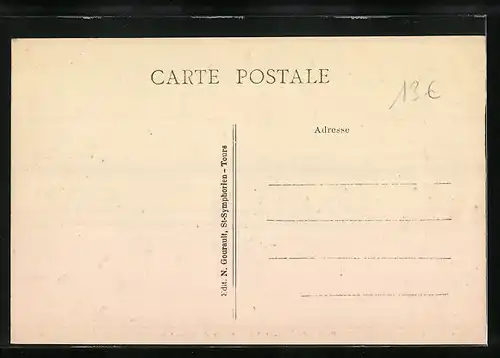 CARTE POSTALE
13€
Adresse
Edit. N. Gourault, St-Symphorien - Tours